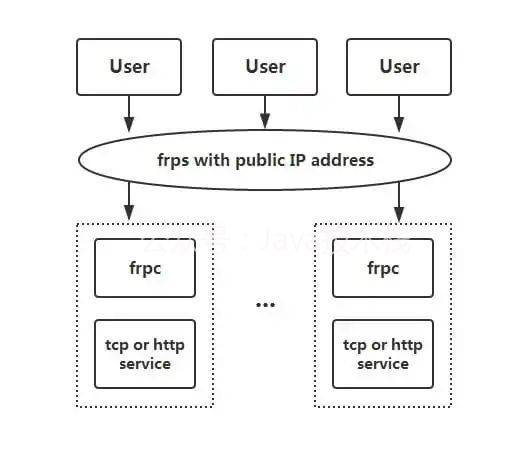 User
User
User
frps with public IP address
frpc
frpc
...
tcp or http
service
tcp or http
service